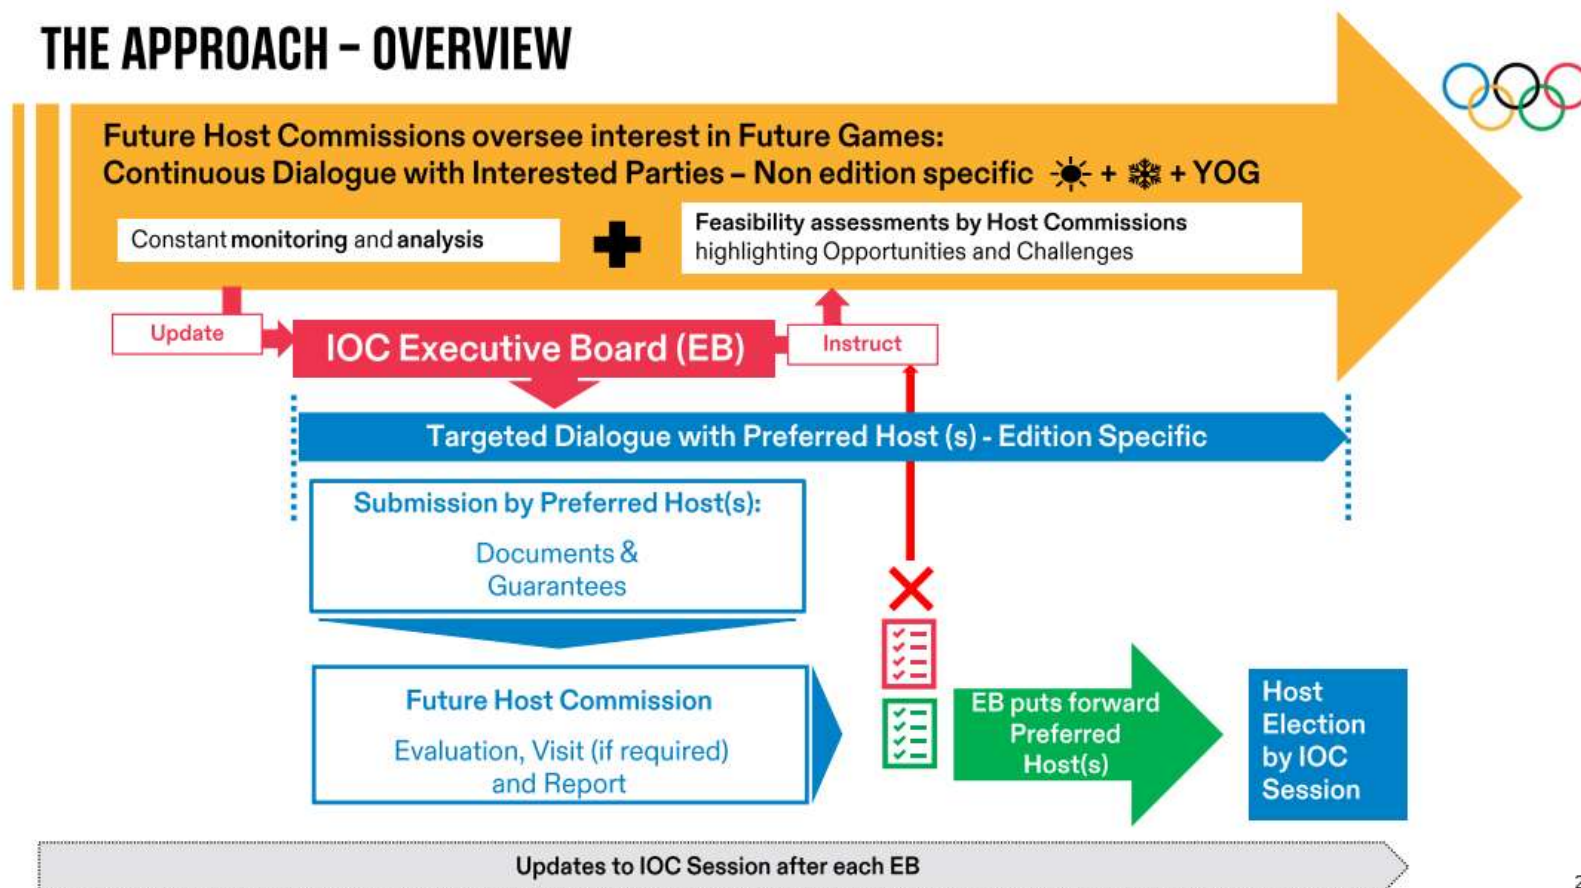 THE APPROACH – OVERVIEW
Future Host Commissions oversee interest in Future Games:
Continuous Dialogue with Interested Parties – Non edition specific + + YOG
Constant monitoring and analysis
Feasibility assessments by Host Commissions
highlighting Opportunities and Challenges
Update
IOC Executive Board (EB)
Instruct
Targeted Dialogue with Preferred Host (s) - Edition Specific
Submission by Preferred Host(s):
Documents &
Guarantees
Future Host Commission
Evaluation, Visit (if required)
and Report
EB puts forward
Preferred
Host(s)
Host
Election
by IOC
Session
Updates to IOC Session after each EB
2